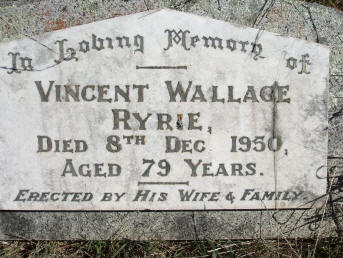 In Loving Memory of
VINCENT WALLACE
RYRIE,
DIED 8TH DEC 1950,
AGED 79 YEARS.
ERECTED BY HIS WIFE & FAMILY.